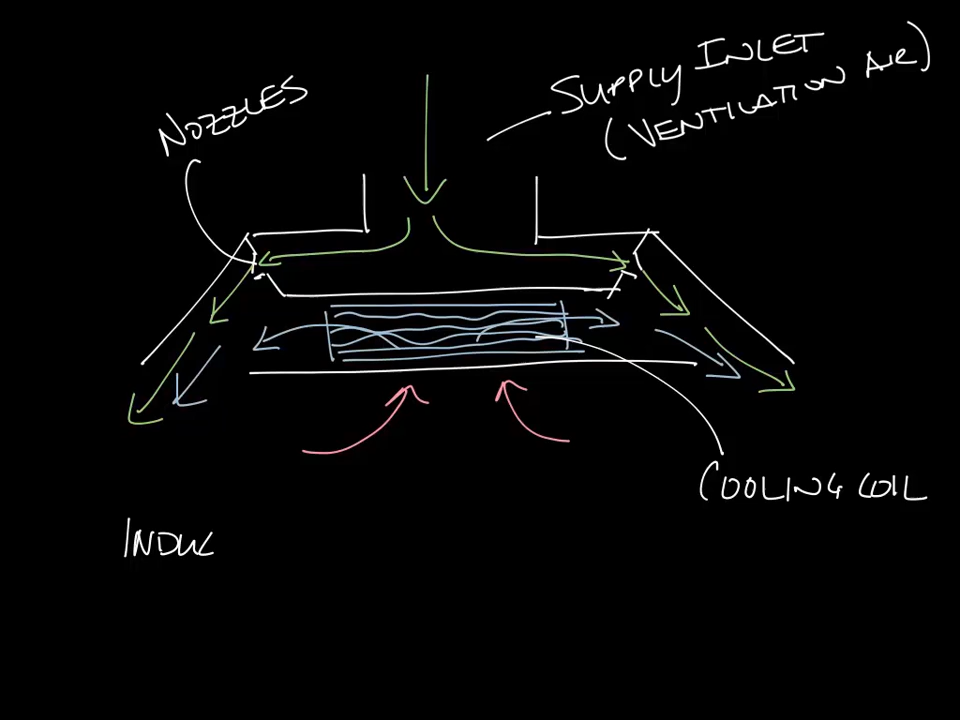 NOZZLES
SUPPLY INLET
(VENTILATION AIR)
COOLING COIL
INDUC